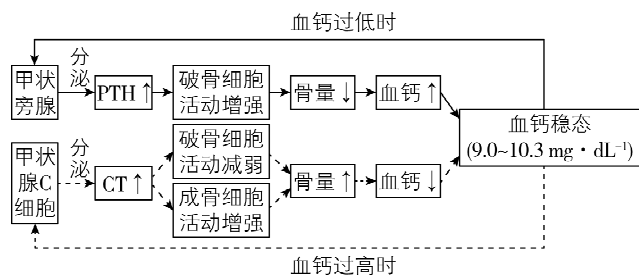 血钙过低时
甲状
旁腺
分
泌
PTH↑
破骨细胞
活动增强
骨量↓
血钙↑
血钙稳态
(9.0~10.3 mg·dL⁻¹)
甲状
腺C
细胞
分
泌
CT↑
破骨细胞
活动减弱
成骨细胞
活动增强
骨量↑
血钙↓
血钙过高时